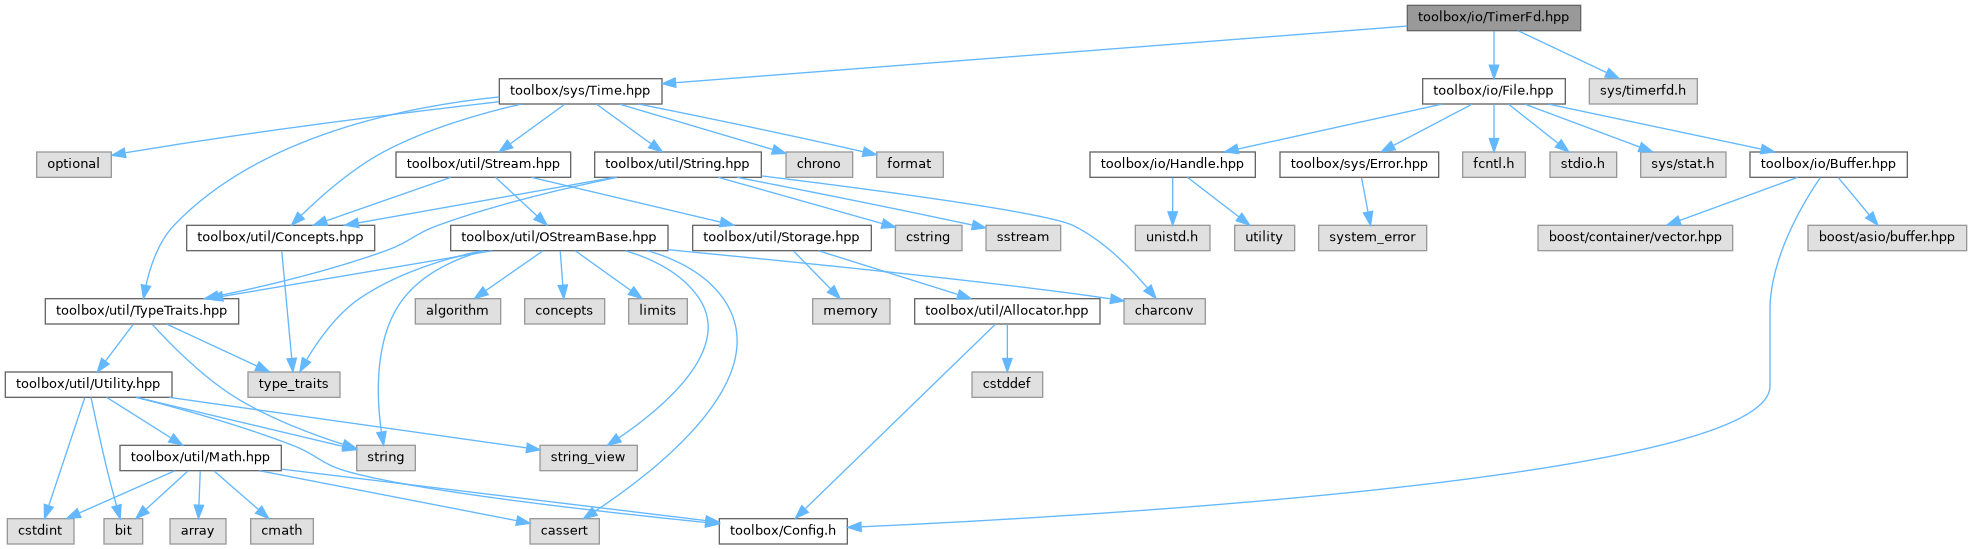 toolbox/io/TimerFd.hpp
toolbox/sys/Time.hpp
toolbox/io/File.hpp
sys/timerfd.h
optional
toolbox/util/Stream.hpp
toolbox/util/String.hpp
chrono
format
toolbox/io/Handle.hpp
toolbox/sys/Error.hpp
fcntl.h
stdio.h
sys/stat.h
toolbox/io/Buffer.hpp
toolbox/util/Concepts.hpp
toolbox/util/OStreamBase.hpp
toolbox/util/Storage.hpp
cstring
sstream
unistd.h
utility
system_error
boost/container/vector.hpp
boost/asio/buffer.hpp
toolbox/util/TypeTraits.hpp
algorithm
concepts
limits
memory
toolbox/util/Allocator.hpp
charconv
toolbox/util/Utility.hpp
type_traits
cstddef
toolbox/util/Math.hpp
string
string_view
cstdint
bit
array
cmath
cassert
toolbox/Config.h